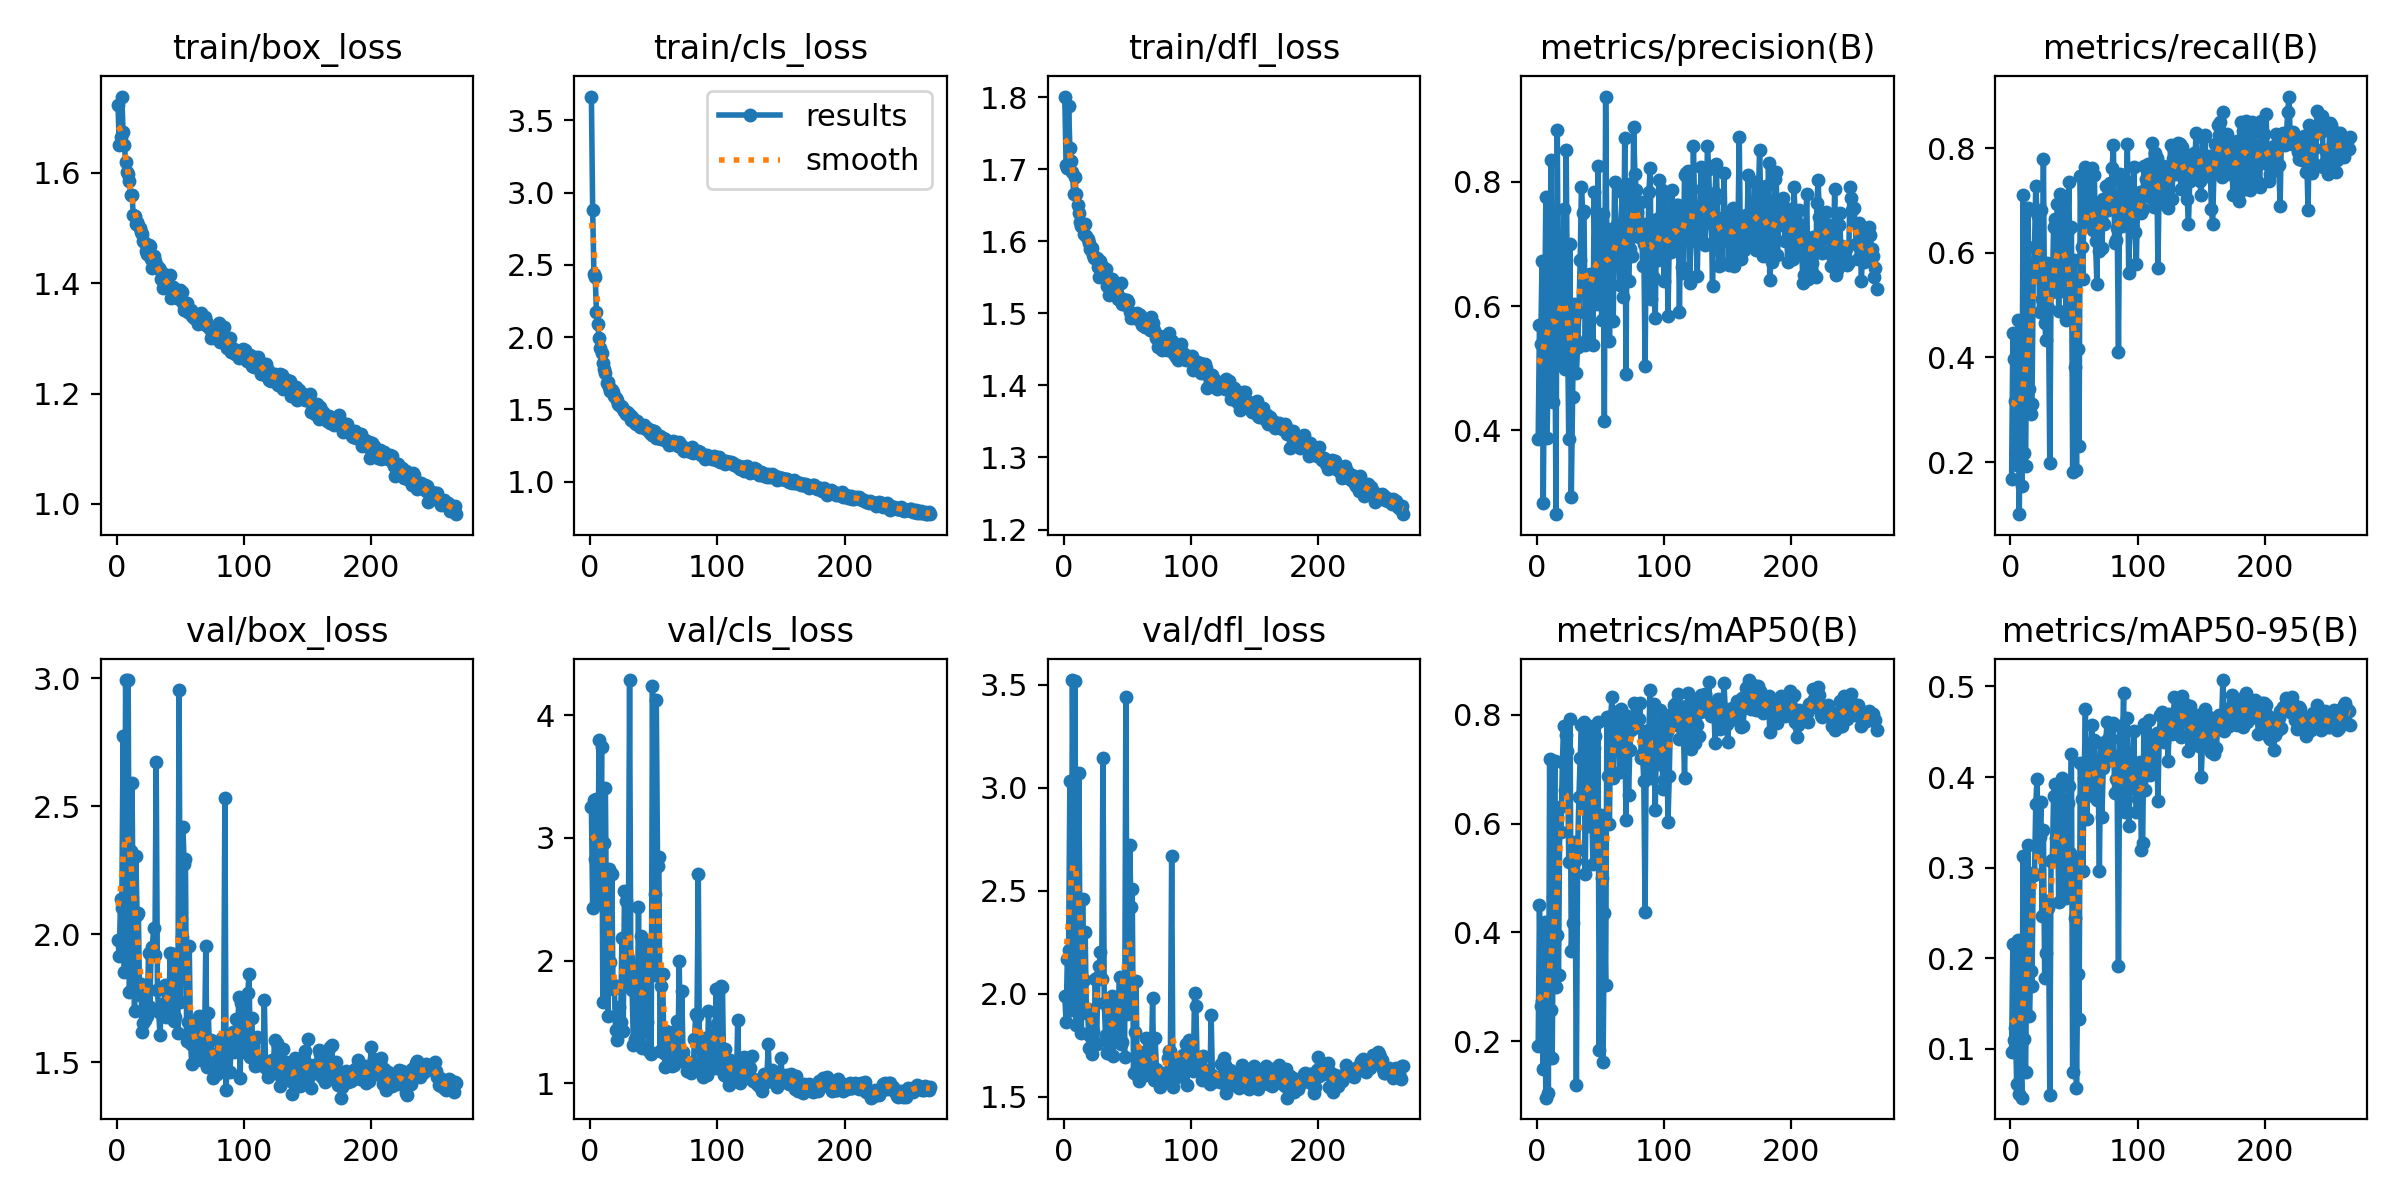 train/box_loss
1.6
1.4
1.2
1.0
0 100 200
train/cls_loss
results
smooth
3.5
3.0
2.5
2.0
1.5
1.0
0 100 200
train/dfl_loss
1.8
1.7
1.6
1.5
1.4
1.3
1.2
0 100 200
metrics/precision(B)
0.8
0.6
0.4
0 100 200
metrics/recall(B)
0.8
0.6
0.4
0.2
0 100 200
val/box_loss
3.0
2.5
2.0
1.5
0 100 200
val/cls_loss
4
3
2
1
0 100 200
val/dfl_loss
3.5
3.0
2.5
2.0
1.5
0 100 200
metrics/mAP50(B)
0.8
0.6
0.4
0.2
0 100 200
metrics/mAP50-95(B)
0.5
0.4
0.3
0.2
0.1
0 100 200